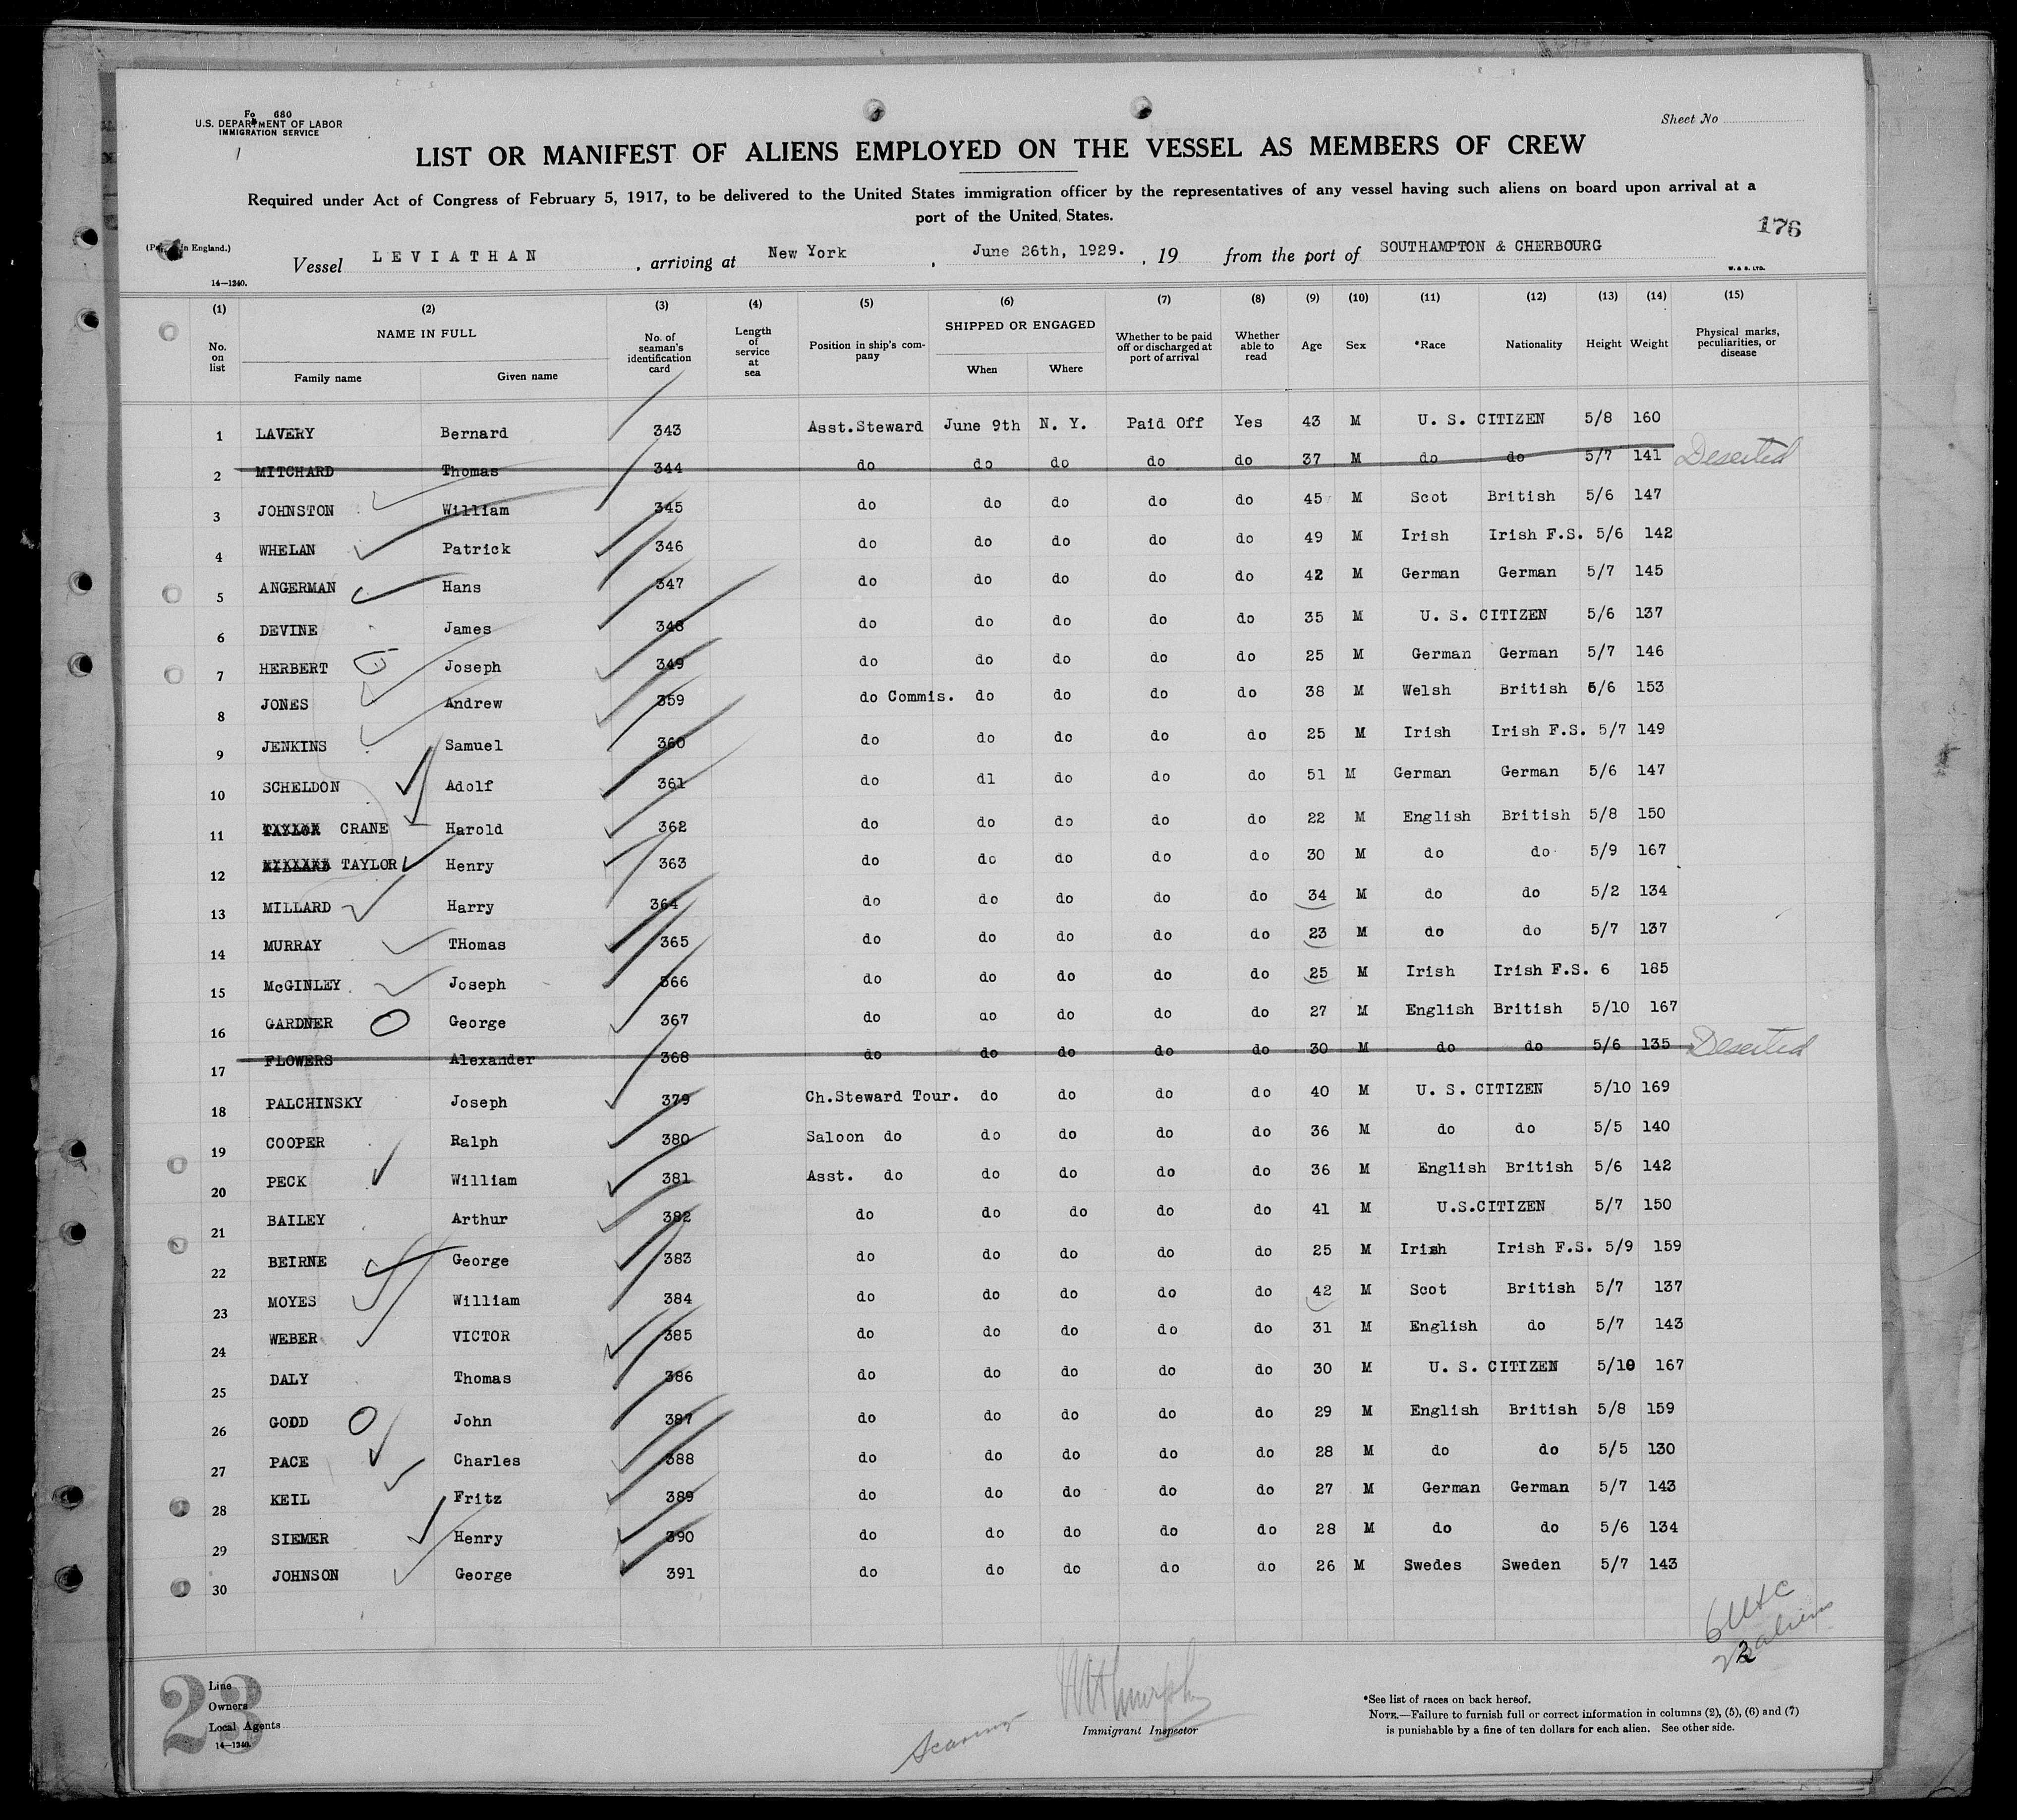 Fo 680
U.S. DEPARTMENT OF LABOR
IMMIGRATION SERVICE
1
Sheet No
LIST OR MANIFEST OF ALIENS EMPLOYED ON THE VESSEL AS MEMBERS OF CREW
Required under Act of Congress of February 5, 1917, to be delivered to the United States immigration officer by the representatives of any vessel having such aliens on board upon arrival at a
port of the United States.
176
in England.)
Vessel LEVIATHAN , arriving at New York , June 26th, 1929. , 19 from the port of SOUTHAMPTON & CHERBOURG
14—1240.
W. & S. LTD.
(1) (2) (3) (4) (5) (6) (7) (8) (9) (10) (11) (12) (13) (14) (15)
No. on list NAME IN FULL Family name Given name No. of seaman's identification card Length of service at sea Position in ship's company SHIPPED OR ENGAGED When Where Whether to be paid off or discharged at port of arrival Whether able to read Age Sex *Race Nationality Height Weight Physical marks, peculiarities, or disease
1 LAVERY Bernard 343 Asst.Steward June 9th N. Y. Paid Off Yes 43 M U. S. CITIZEN 5/8 160
2 MITCHARD Thomas 344 do do do do do 37 M do do 5/7 141 Deserted
3 JOHNSTON William 345 do do do do do 45 M Scot British 5/6 147
4 WHELAN Patrick 346 do do do do do 49 M Irish Irish F.S. 5/6 142
5 ANGERMAN Hans 347 do do do do do 42 M German German 5/7 145
6 DEVINE James 348 do do do do do 35 M U. S. CITIZEN 5/6 137
7 HERBERT Joseph 349 do do do do do 25 M German German 5/7 146
8 JONES Andrew 359 do Commis. do do do do 38 M Welsh British 5/6 153
9 JENKINS Samuel 360 do do do do do 25 M Irish Irish F.S. 5/7 149
10 SCHELDON Adolf 361 do dl do do do 51 M German German 5/6 147
11 TAYLOR CRANE Harold 362 do do do do do 22 M English British 5/8 150
12 MILLARD TAYLOR Henry 363 do do do do do 30 M do do 5/9 167
13 MILLARD Harry 364 do do do do do 34 M do do 5/2 134
14 MURRAY THomas 365 do do do do do 23 M do do 5/7 137
15 McGINLEY Joseph 366 do do do do do 25 M Irish Irish F.S. 6 185
16 GARDNER George 367 do do do do do 27 M English British 5/10 167
17 FLOWERS Alexander 368 do do do do do 30 M do do 5/6 135 Deserted
18 PALCHINSKY Joseph 379 Ch.Steward Tour. do do do do 40 M U. S. CITIZEN 5/10 169
19 COOPER Ralph 380 Saloon do do do do do 36 M do do 5/5 140
20 PECK William 381 Asst. do do do do do 36 M English British 5/6 142
21 BAILEY Arthur 382 do do do do do 41 M U.S.CITIZEN 5/7 150
22 BEIRNE George 383 do do do do do 25 M Irish Irish F.S. 5/9 159
23 MOYES William 384 do do do do do 42 M Scot British 5/7 137
24 WEBER VICTOR 385 do do do do do 31 M English do 5/7 143
25 DALY Thomas 386 do do do do do 30 M U. S. CITIZEN 5/10 167
26 GODD John 387 do do do do do 29 M English British 5/8 159
27 PACE Charles 388 do do do do do 28 M do do 5/5 130
28 KEIL Fritz 389 do do do do do 27 M German German 5/7 143
29 SIEMER Henry 390 do do do do do 28 M do do 5/6 134
30 JOHNSON George 391 do do do do do 26 M Swedes Sweden 5/7 143
6 USC
aliens
23
Line
Owners
Local Agents
14—1240.
Immigrant Inspector
*See list of races on back hereof.
NOTE.—Failure to furnish full or correct information in columns (2), (5), (6) and (7)
is punishable by a fine of ten dollars for each alien. See other side.